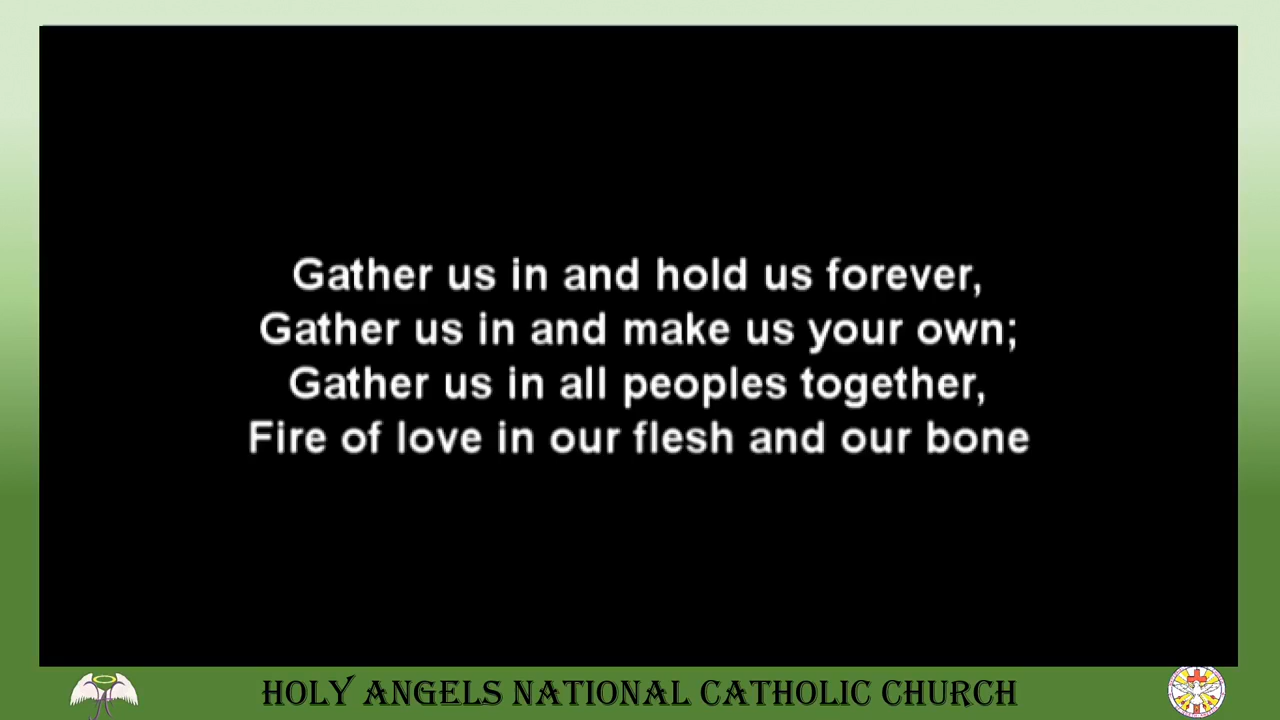 Gather us in and hold us forever,
Gather us in and make us your own;
Gather us in all peoples together,
Fire of love in our flesh and our bone
HOLY ANGELS NATIONAL CATHOLIC CHURCH